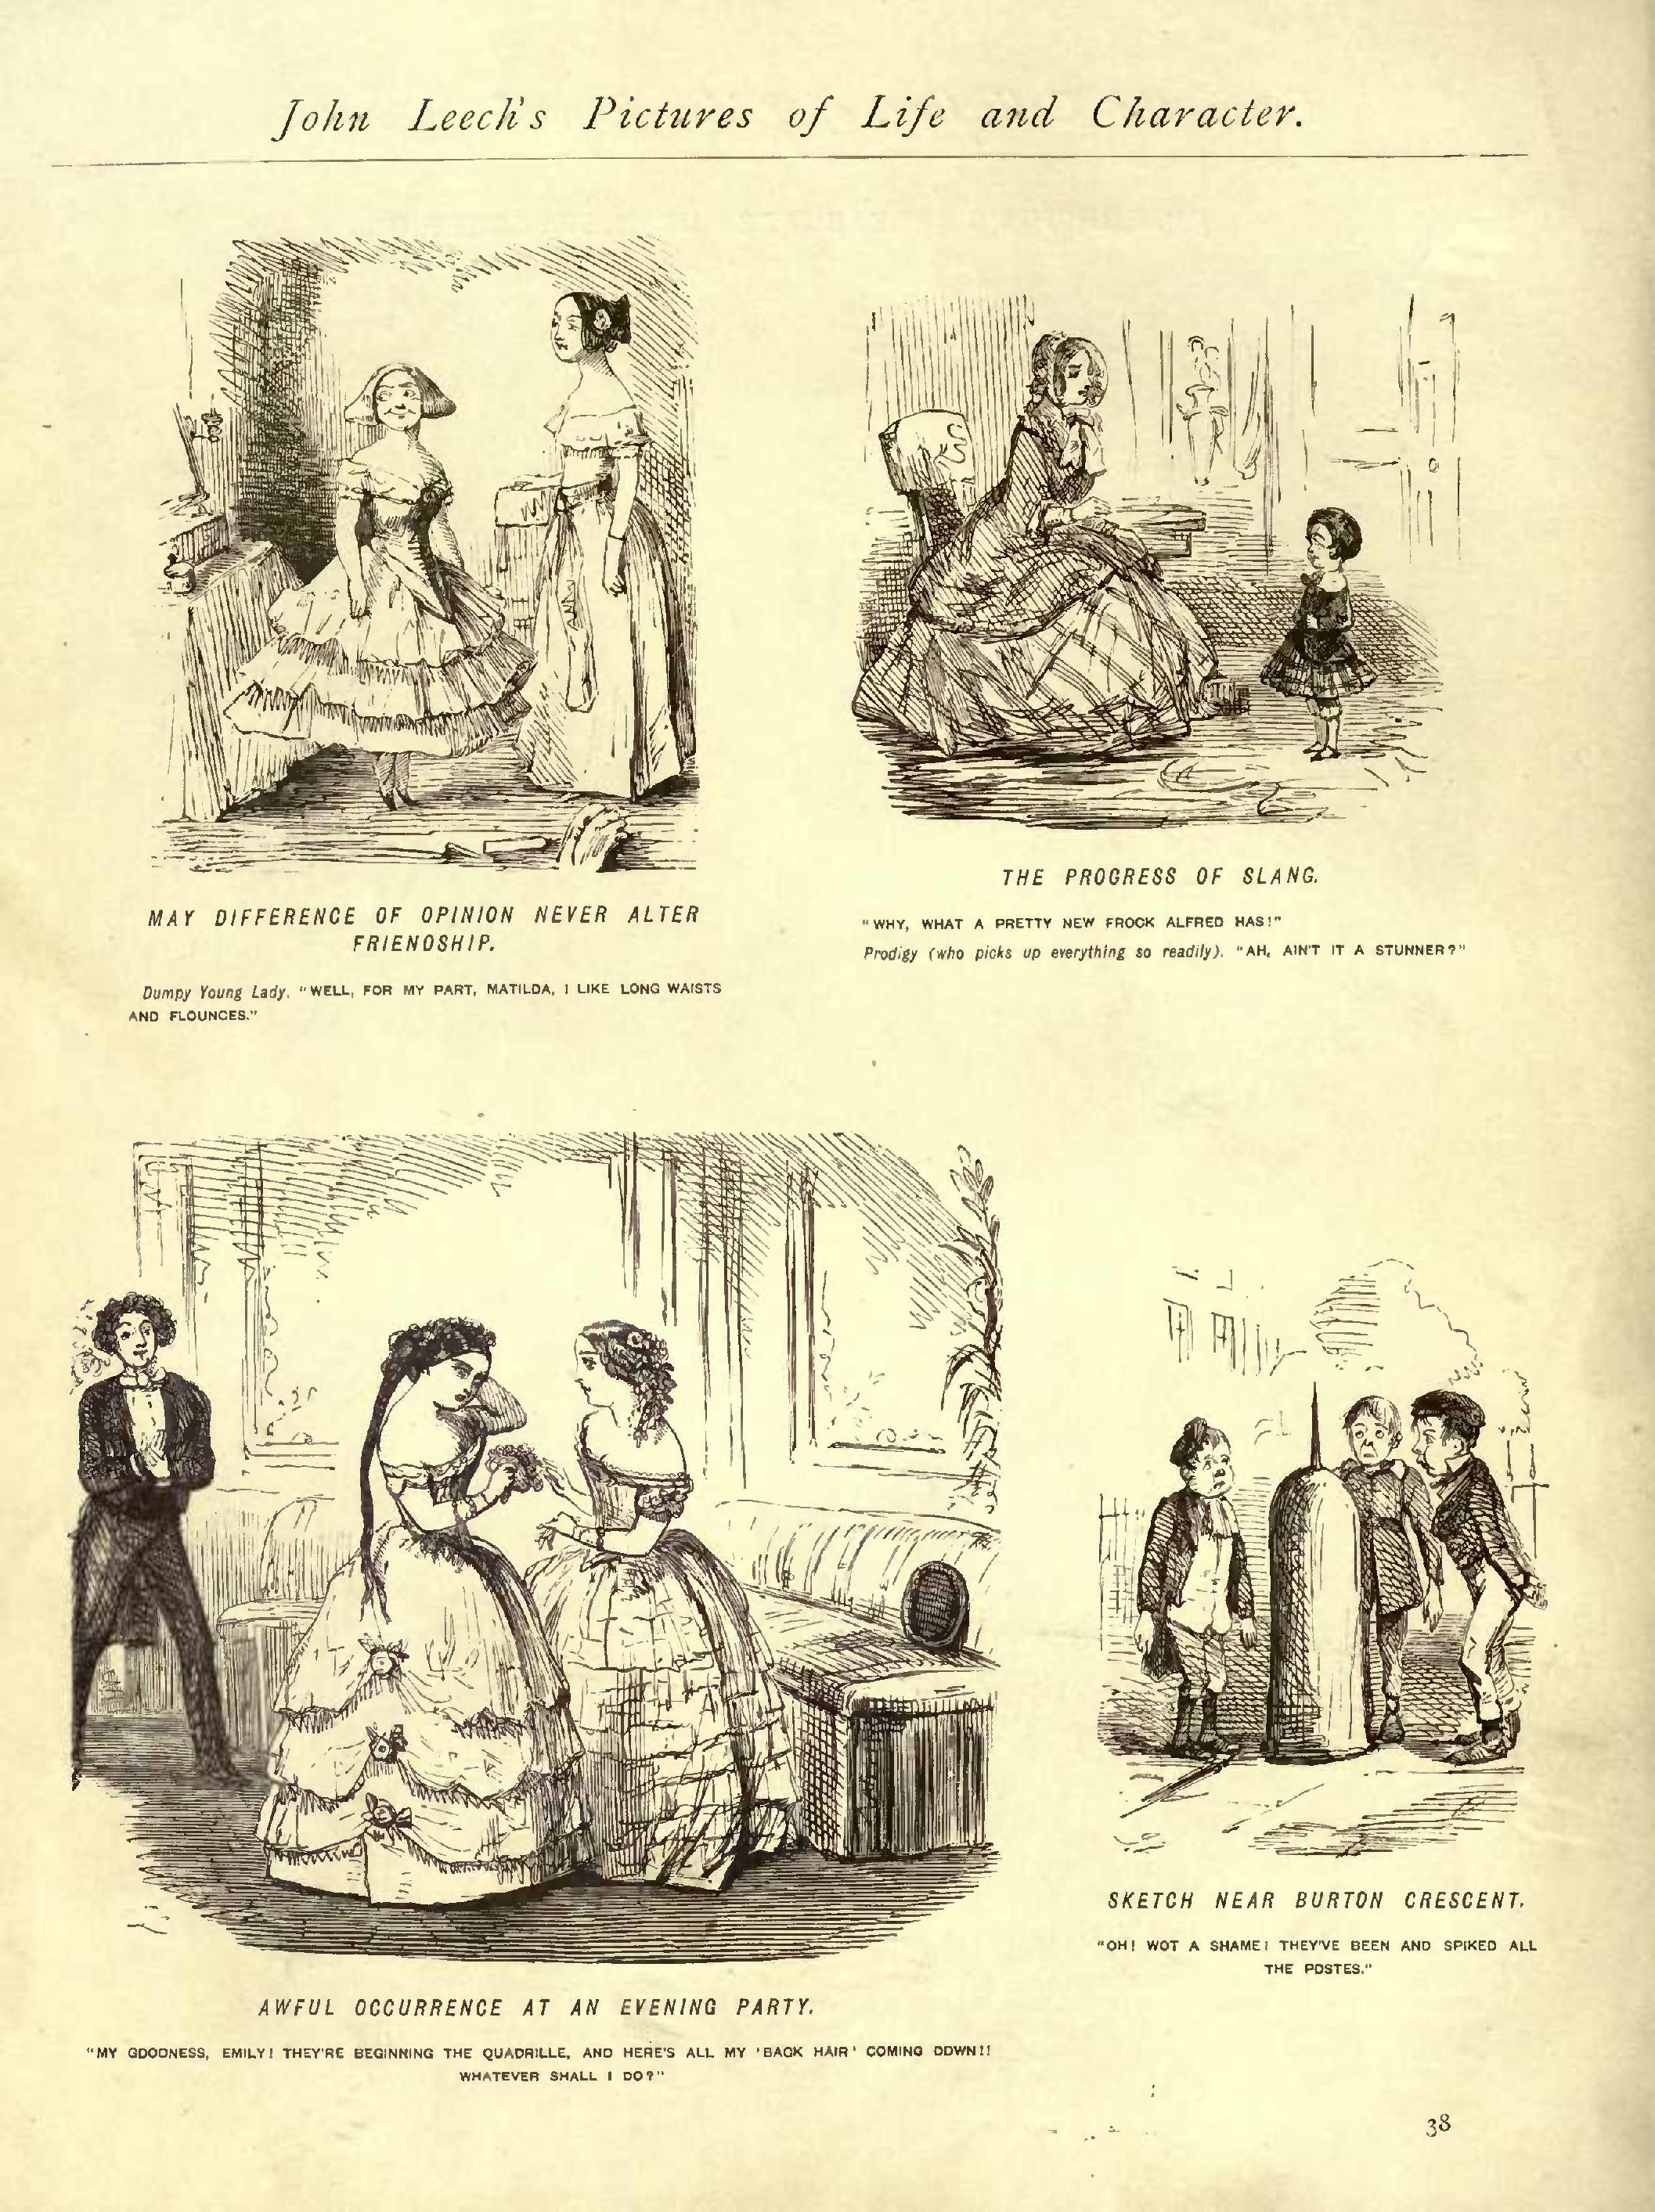 John Leech's Pictures of Life and Character.
MAY DIFFERENCE OF OPINION NEVER ALTER
FRIENDSHIP.
Dumpy Young Lady. "WELL, FOR MY PART, MATILDA, I LIKE LONG WAISTS
AND FLOUNCES."
THE PROGRESS OF SLANG.
"WHY, WHAT A PRETTY NEW FROCK ALFRED HAS!"
Prodigy (who picks up everything so readily). "AH, AIN'T IT A STUNNER?"
AWFUL OCCURRENCE AT AN EVENING PARTY.
"MY GOODNESS, EMILY! THEY'RE BEGINNING THE QUADRILLE, AND HERE'S ALL MY 'BACK HAIR' COMING DOWN!!
WHATEVER SHALL I DO?"
SKETCH NEAR BURTON CRESCENT.
"OH! WOT A SHAME! THEY'VE BEEN AND SPIKED ALL
THE POSTES."
38